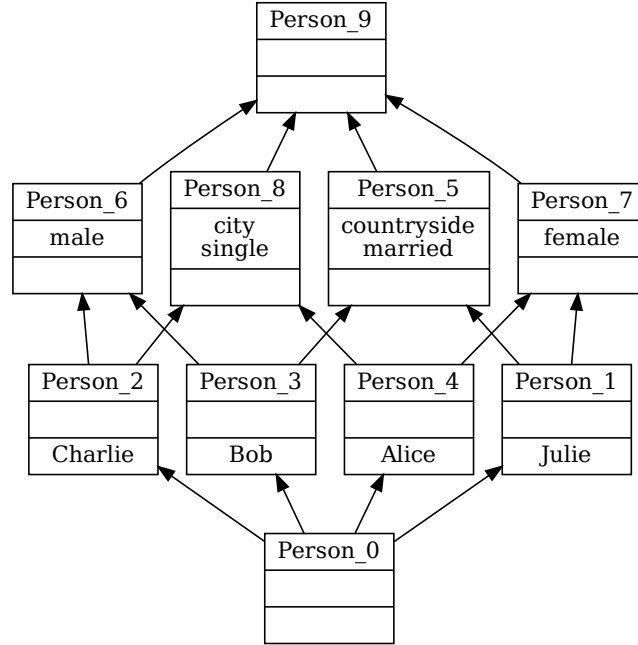 Person_9
Person_6
male
Person_8
city
single
Person_5
countryside
married
Person_7
female
Person_2
Charlie
Person_3
Bob
Person_4
Alice
Person_1
Julie
Person_0